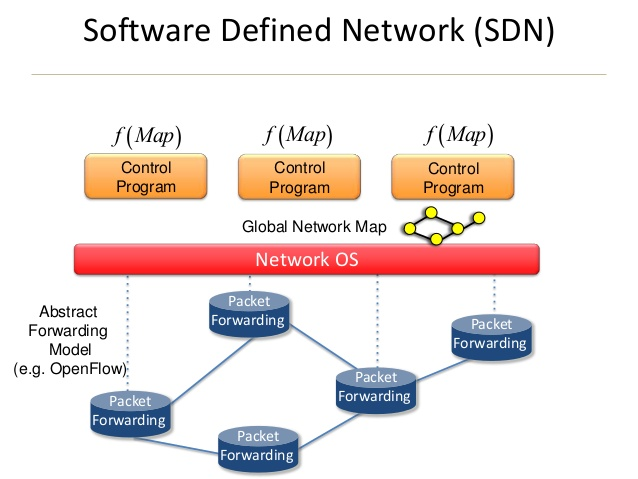 Software Defined Network (SDN)
f(Map)
f(Map)
f(Map)
Control
Program
Control
Program
Control
Program
Global Network Map
Network OS
Abstract
Forwarding
Model
(e.g. OpenFlow)
Packet
Forwarding
Packet
Forwarding
Packet
Forwarding
Packet
Forwarding
Packet
Forwarding